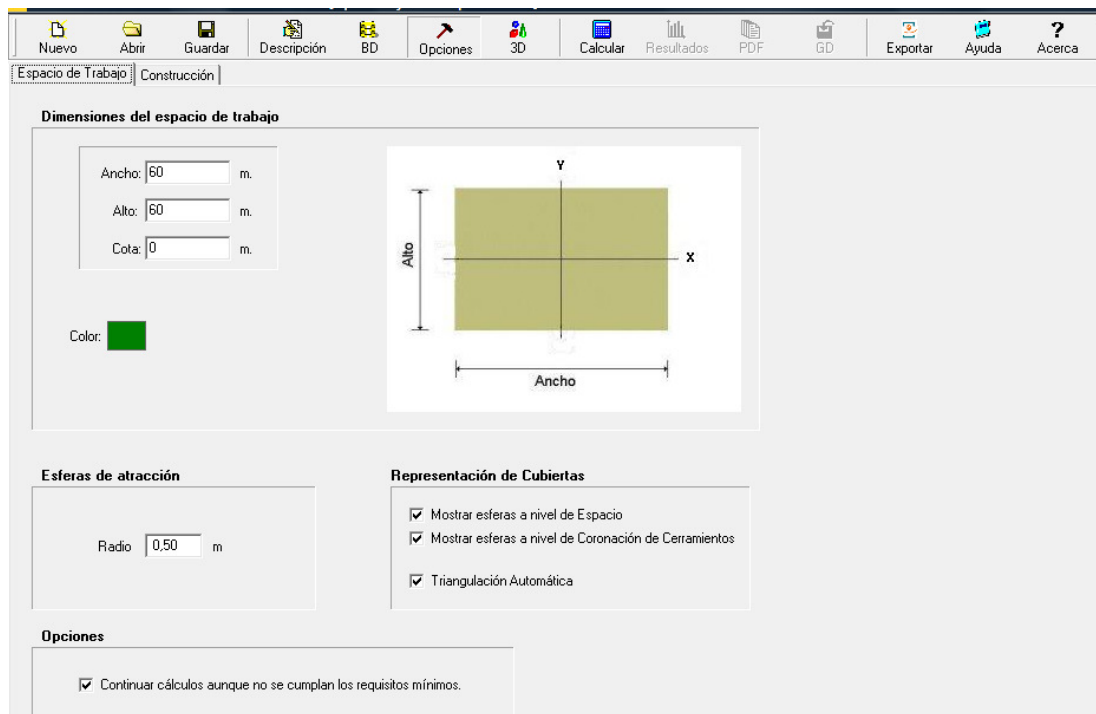 Nuevo Abrir Guardar Descripción BD Opciones 3D Calcular Resultados PDF GD Exportar Ayuda Acerca
Espacio de Trabajo Construcción
Dimensiones del espacio de trabajo
Ancho: 60 m.
Alto: 60 m.
Cota: 0 m.
Color:
Y
X
Alto
Ancho
Esferas de atracción
Radio 0,50 m
Representación de Cubiertas
Mostrar esferas a nivel de Espacio
Mostrar esferas a nivel de Coronación de Cerramientos
Triangulación Automática
Opciones
Continuar cálculos aunque no se cumplan los requisitos mínimos.